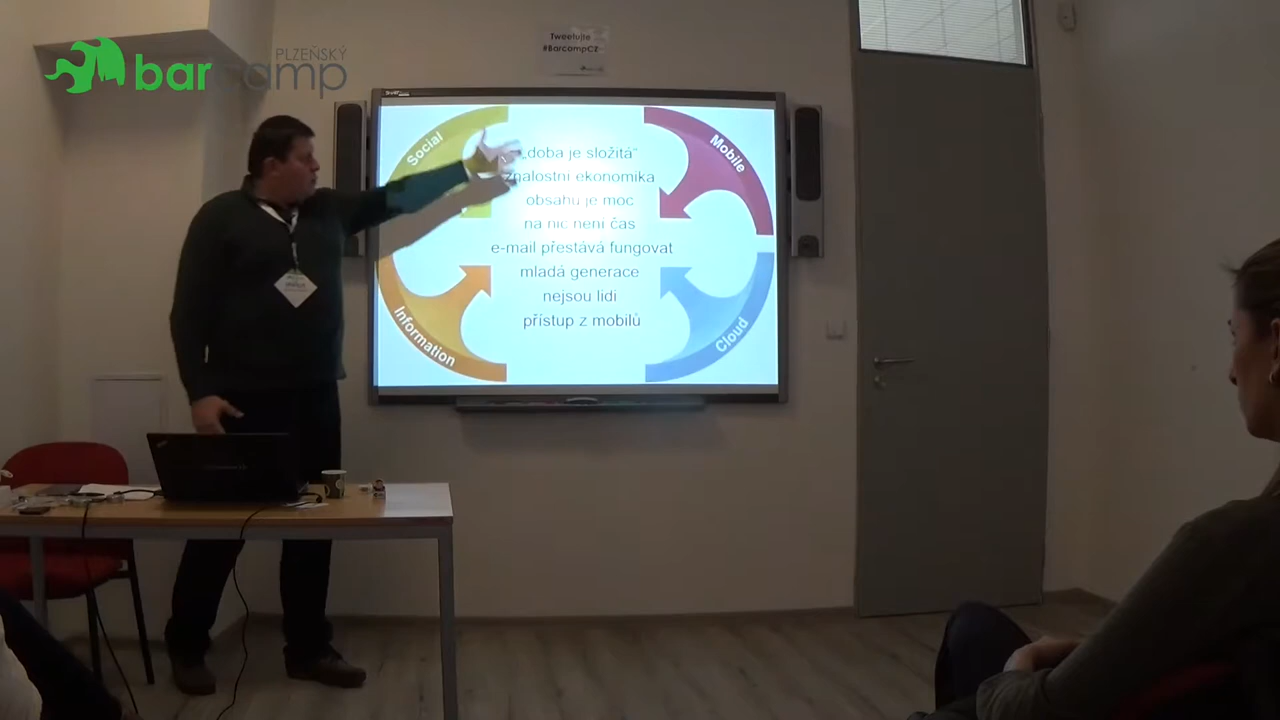 PLZEŇSKÝ
barcamp
Tweetujte
#BarcampCZ
Social
Mobile
„doba je složitá“
znalostní ekonomika
obsahu je moc
na nic není čas
e-mail přestává fungovat
mladá generace
nejsou lidi
přístup z mobilů
Information
Cloud